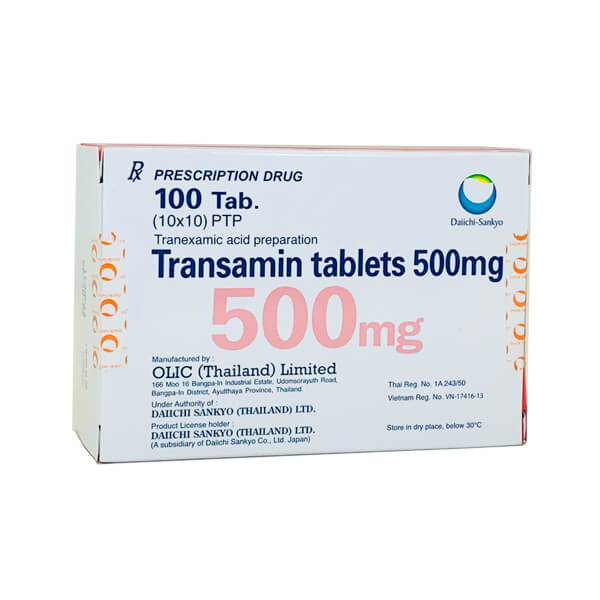 Rx PRESCRIPTION DRUG
100 Tab.
(10x10) PTP
Tranexamic acid preparation
Daiichi-Sankyo
Transamin tablets 500mg
500mg
Manufactured by :
OLIC (Thailand) Limited
166 Moo 16 Bangpa-In Industrial Estate, Udomsorayuth Road,
Bangpa-In District, Ayutthaya Province, Thailand.
Under Authority of :
DAIICHI SANKYO (THAILAND) LTD.
Product License holder :
DAIICHI SANKYO (THAILAND) LTD.
(A subsidiary of Daiichi Sankyo Co., Ltd. Japan)
Thai Reg. No. 1A 243/50
Vietnam Reg. No. VN-17416-13
Store in dry place, below 30°C